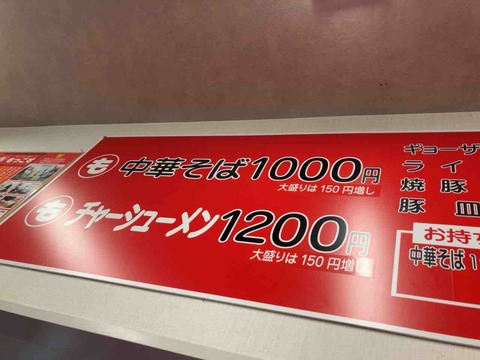 も 中華そば1000円
大盛りは150円増し
も チャーシューメン1200円
大盛りは150円増し
ギョーザ
ライ
焼豚
豚 皿
お持
中華そば